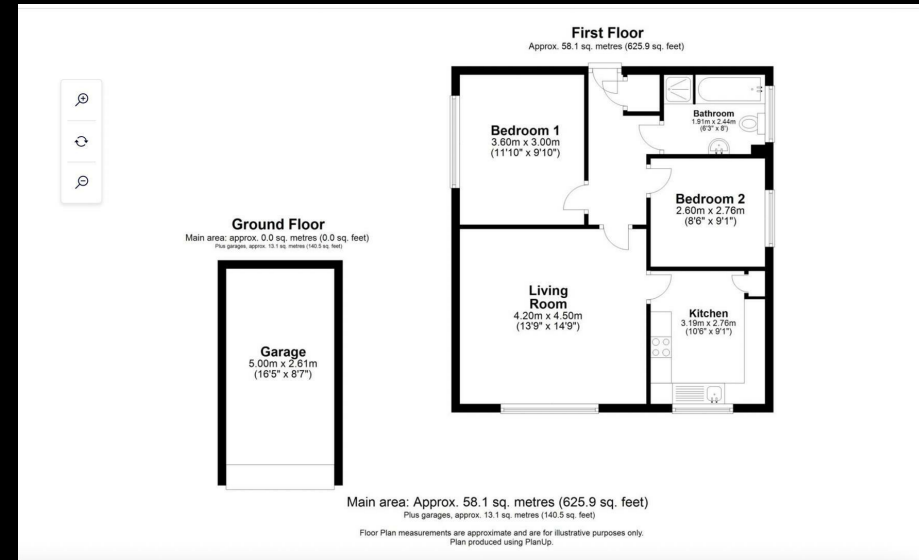 First Floor
Approx. 58.1 sq. metres (625.9 sq. feet)
Bedroom 1
3.60m x 3.00m
(11'10" x 9'10")
Bathroom
1.91m x 2.44m
(6'3" x 8')
Bedroom 2
2.60m x 2.76m
(8'6" x 9'1")
Ground Floor
Main area: approx. 0.0 sq. metres (0.0 sq. feet)
Plus garages, approx. 13.1 sq. metres (140.5 sq. feet)
Living
Room
4.20m x 4.50m
(13'9" x 14'9")
Kitchen
3.19m x 2.76m
(10'6" x 9'1")
Garage
5.00m x 2.61m
(16'5" x 8'7")
Main area: Approx. 58.1 sq. metres (625.9 sq. feet)
Plus garages, approx. 13.1 sq. metres (140.5 sq. feet)
Floor Plan measurements are approximate and are for illustrative purposes only.
Plan produced using PlanUp.